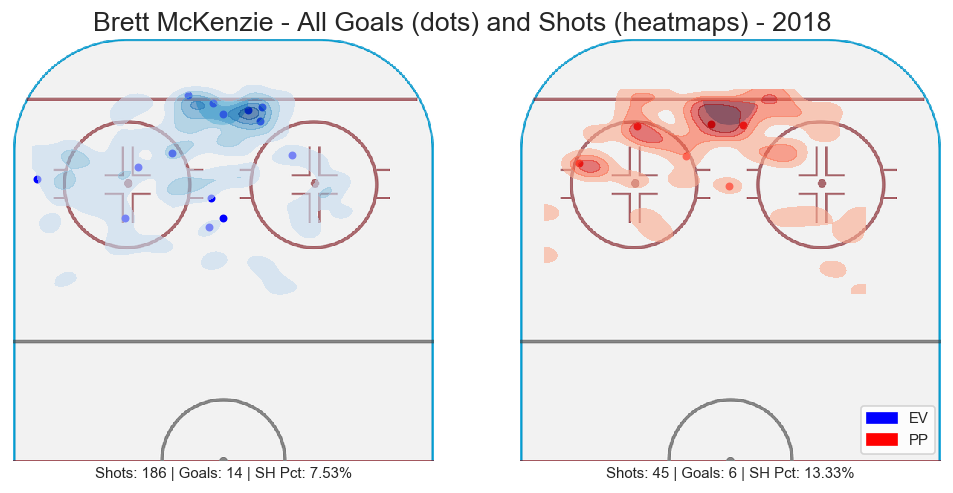 Brett McKenzie - All Goals (dots) and Shots (heatmaps) - 2018
EV
PP
Shots: 186 | Goals: 14 | SH Pct: 7.53%
Shots: 45 | Goals: 6 | SH Pct: 13.33%